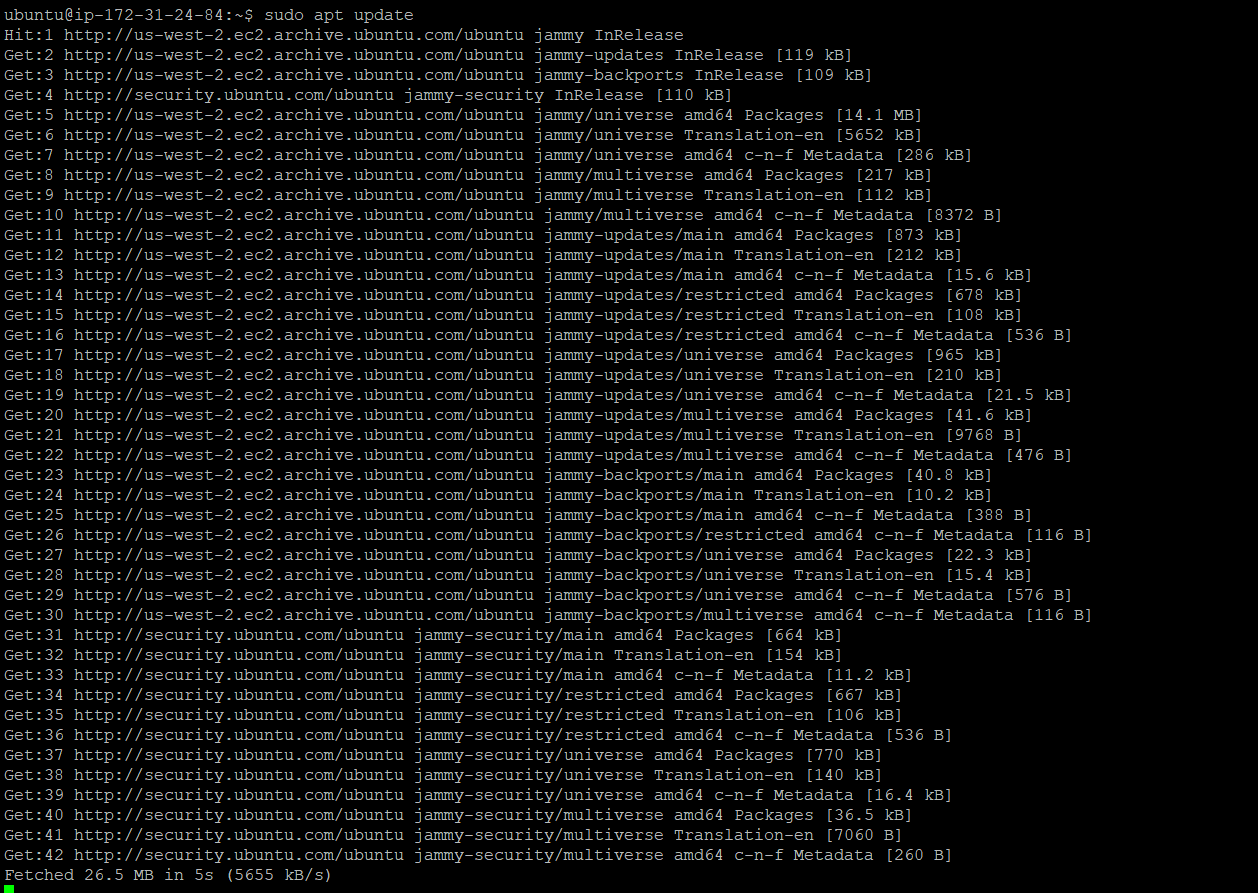 ubuntu@ip-172-31-24-84:~$ sudo apt update
Hit:1 http://us-west-2.ec2.archive.ubuntu.com/ubuntu jammy InRelease
Get:2 http://us-west-2.ec2.archive.ubuntu.com/ubuntu jammy-updates InRelease [119 kB]
Get:3 http://us-west-2.ec2.archive.ubuntu.com/ubuntu jammy-backports InRelease [109 kB]
Get:4 http://security.ubuntu.com/ubuntu jammy-security InRelease [110 kB]
Get:5 http://us-west-2.ec2.archive.ubuntu.com/ubuntu jammy/universe amd64 Packages [14.1 MB]
Get:6 http://us-west-2.ec2.archive.ubuntu.com/ubuntu jammy/universe Translation-en [5652 kB]
Get:7 http://us-west-2.ec2.archive.ubuntu.com/ubuntu jammy/universe amd64 c-n-f Metadata [286 kB]
Get:8 http://us-west-2.ec2.archive.ubuntu.com/ubuntu jammy/multiverse amd64 Packages [217 kB]
Get:9 http://us-west-2.ec2.archive.ubuntu.com/ubuntu jammy/multiverse Translation-en [112 kB]
Get:10 http://us-west-2.ec2.archive.ubuntu.com/ubuntu jammy/multiverse amd64 c-n-f Metadata [8372 B]
Get:11 http://us-west-2.ec2.archive.ubuntu.com/ubuntu jammy-updates/main amd64 Packages [873 kB]
Get:12 http://us-west-2.ec2.archive.ubuntu.com/ubuntu jammy-updates/main Translation-en [212 kB]
Get:13 http://us-west-2.ec2.archive.ubuntu.com/ubuntu jammy-updates/main amd64 c-n-f Metadata [15.6 kB]
Get:14 http://us-west-2.ec2.archive.ubuntu.com/ubuntu jammy-updates/restricted amd64 Packages [678 kB]
Get:15 http://us-west-2.ec2.archive.ubuntu.com/ubuntu jammy-updates/restricted Translation-en [108 kB]
Get:16 http://us-west-2.ec2.archive.ubuntu.com/ubuntu jammy-updates/restricted amd64 c-n-f Metadata [536 B]
Get:17 http://us-west-2.ec2.archive.ubuntu.com/ubuntu jammy-updates/universe amd64 Packages [965 kB]
Get:18 http://us-west-2.ec2.archive.ubuntu.com/ubuntu jammy-updates/universe Translation-en [210 kB]
Get:19 http://us-west-2.ec2.archive.ubuntu.com/ubuntu jammy-updates/universe amd64 c-n-f Metadata [21.5 kB]
Get:20 http://us-west-2.ec2.archive.ubuntu.com/ubuntu jammy-updates/multiverse amd64 Packages [41.6 kB]
Get:21 http://us-west-2.ec2.archive.ubuntu.com/ubuntu jammy-updates/multiverse Translation-en [9768 B]
Get:22 http://us-west-2.ec2.archive.ubuntu.com/ubuntu jammy-updates/multiverse amd64 c-n-f Metadata [476 B]
Get:23 http://us-west-2.ec2.archive.ubuntu.com/ubuntu jammy-backports/main amd64 Packages [40.8 kB]
Get:24 http://us-west-2.ec2.archive.ubuntu.com/ubuntu jammy-backports/main Translation-en [10.2 kB]
Get:25 http://us-west-2.ec2.archive.ubuntu.com/ubuntu jammy-backports/main amd64 c-n-f Metadata [388 B]
Get:26 http://us-west-2.ec2.archive.ubuntu.com/ubuntu jammy-backports/restricted amd64 c-n-f Metadata [116 B]
Get:27 http://us-west-2.ec2.archive.ubuntu.com/ubuntu jammy-backports/universe amd64 Packages [22.3 kB]
Get:28 http://us-west-2.ec2.archive.ubuntu.com/ubuntu jammy-backports/universe Translation-en [15.4 kB]
Get:29 http://us-west-2.ec2.archive.ubuntu.com/ubuntu jammy-backports/universe amd64 c-n-f Metadata [576 B]
Get:30 http://us-west-2.ec2.archive.ubuntu.com/ubuntu jammy-backports/multiverse amd64 c-n-f Metadata [116 B]
Get:31 http://security.ubuntu.com/ubuntu jammy-security/main amd64 Packages [664 kB]
Get:32 http://security.ubuntu.com/ubuntu jammy-security/main Translation-en [154 kB]
Get:33 http://security.ubuntu.com/ubuntu jammy-security/main amd64 c-n-f Metadata [11.2 kB]
Get:34 http://security.ubuntu.com/ubuntu jammy-security/restricted amd64 Packages [667 kB]
Get:35 http://security.ubuntu.com/ubuntu jammy-security/restricted Translation-en [106 kB]
Get:36 http://security.ubuntu.com/ubuntu jammy-security/restricted amd64 c-n-f Metadata [536 B]
Get:37 http://security.ubuntu.com/ubuntu jammy-security/universe amd64 Packages [770 kB]
Get:38 http://security.ubuntu.com/ubuntu jammy-security/universe Translation-en [140 kB]
Get:39 http://security.ubuntu.com/ubuntu jammy-security/universe amd64 c-n-f Metadata [16.4 kB]
Get:40 http://security.ubuntu.com/ubuntu jammy-security/multiverse amd64 Packages [36.5 kB]
Get:41 http://security.ubuntu.com/ubuntu jammy-security/multiverse Translation-en [7060 B]
Get:42 http://security.ubuntu.com/ubuntu jammy-security/multiverse amd64 c-n-f Metadata [260 B]
Fetched 26.5 MB in 5s (5655 kB/s)